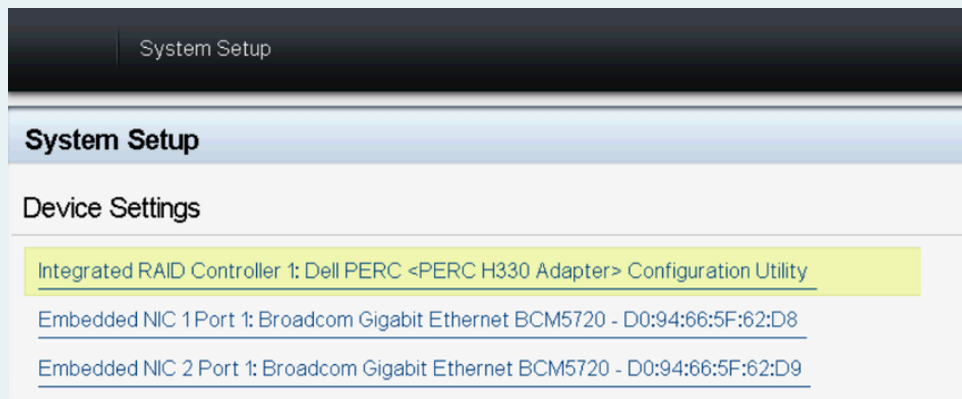 System Setup
System Setup
Device Settings
Integrated RAID Controller 1: Dell PERC <PERC H330 Adapter> Configuration Utility
Embedded NIC 1 Port 1: Broadcom Gigabit Ethernet BCM5720 - D0:94:66:5F:62:D8
Embedded NIC 2 Port 1: Broadcom Gigabit Ethernet BCM5720 - D0:94:66:5F:62:D9